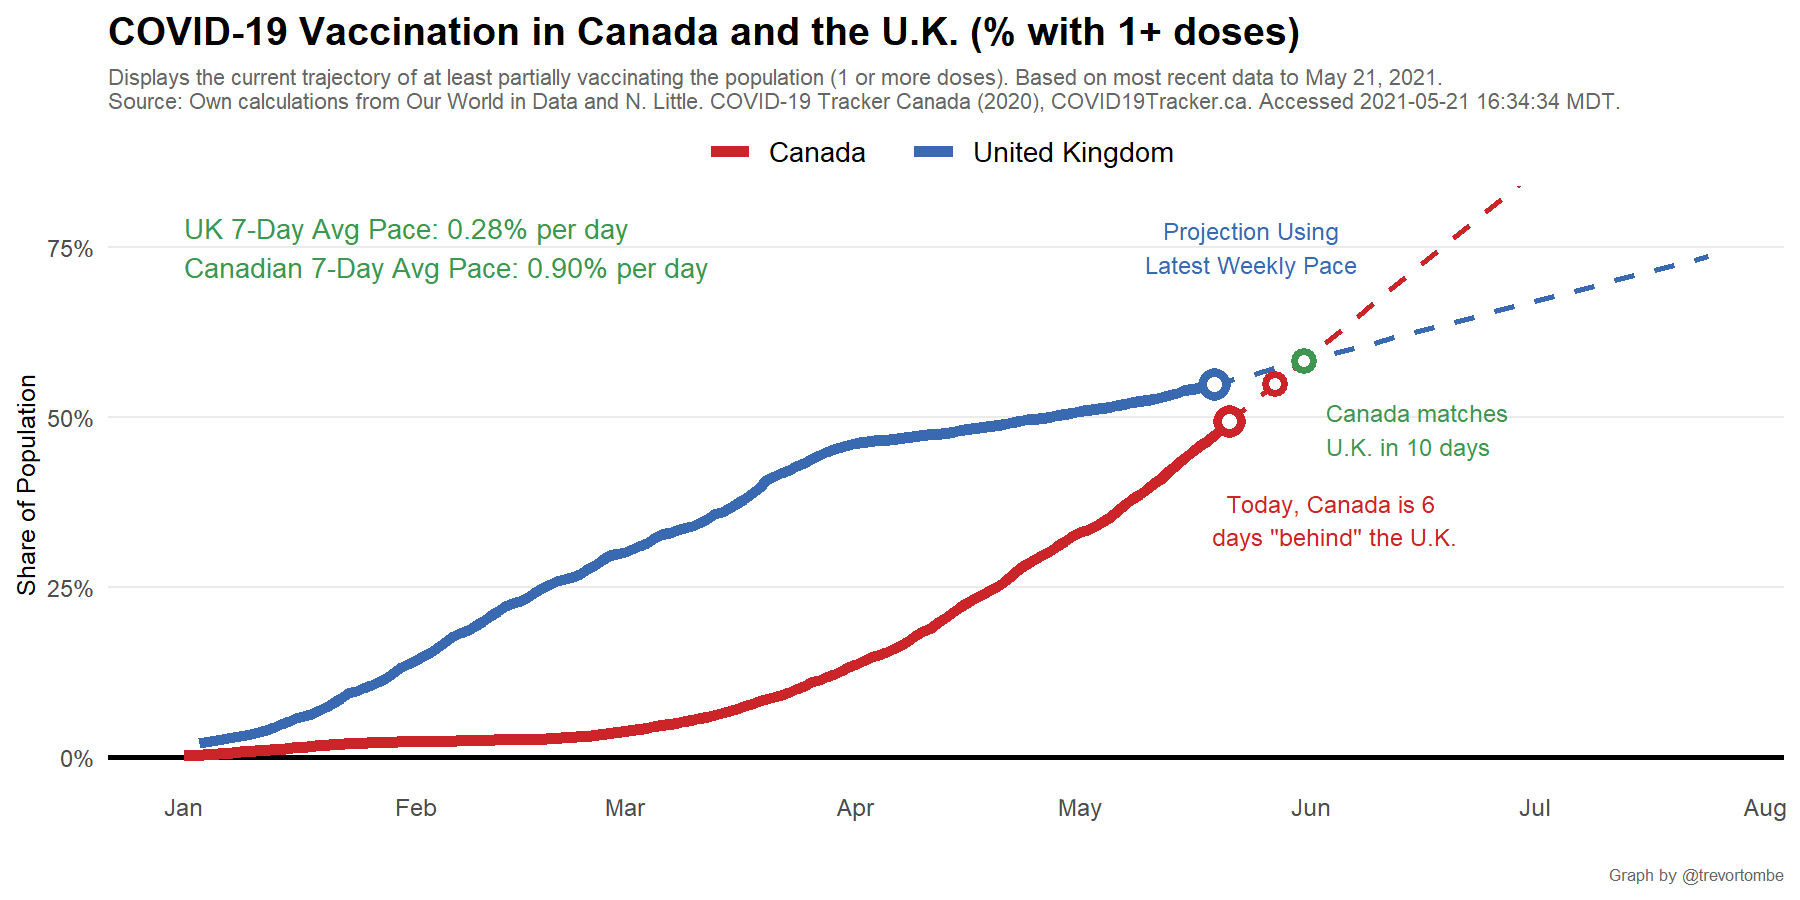 COVID-19 Vaccination in Canada and the U.K. (% with 1+ doses)
Displays the current trajectory of at least partially vaccinating the population (1 or more doses). Based on most recent data to May 21, 2021.
Source: Own calculations from Our World in Data and N. Little. COVID-19 Tracker Canada (2020), COVID19Tracker.ca. Accessed 2021-05-21 16:34:34 MDT.
Canada
United Kingdom
UK 7-Day Avg Pace: 0.28% per day
Canadian 7-Day Avg Pace: 0.90% per day
Projection Using
Latest Weekly Pace
Canada matches
U.K. in 10 days
Today, Canada is 6
days "behind" the U.K.
Share of Population
75%
50%
25%
0%
Jan
Feb
Mar
Apr
May
Jun
Jul
Aug
Graph by @trevortombe